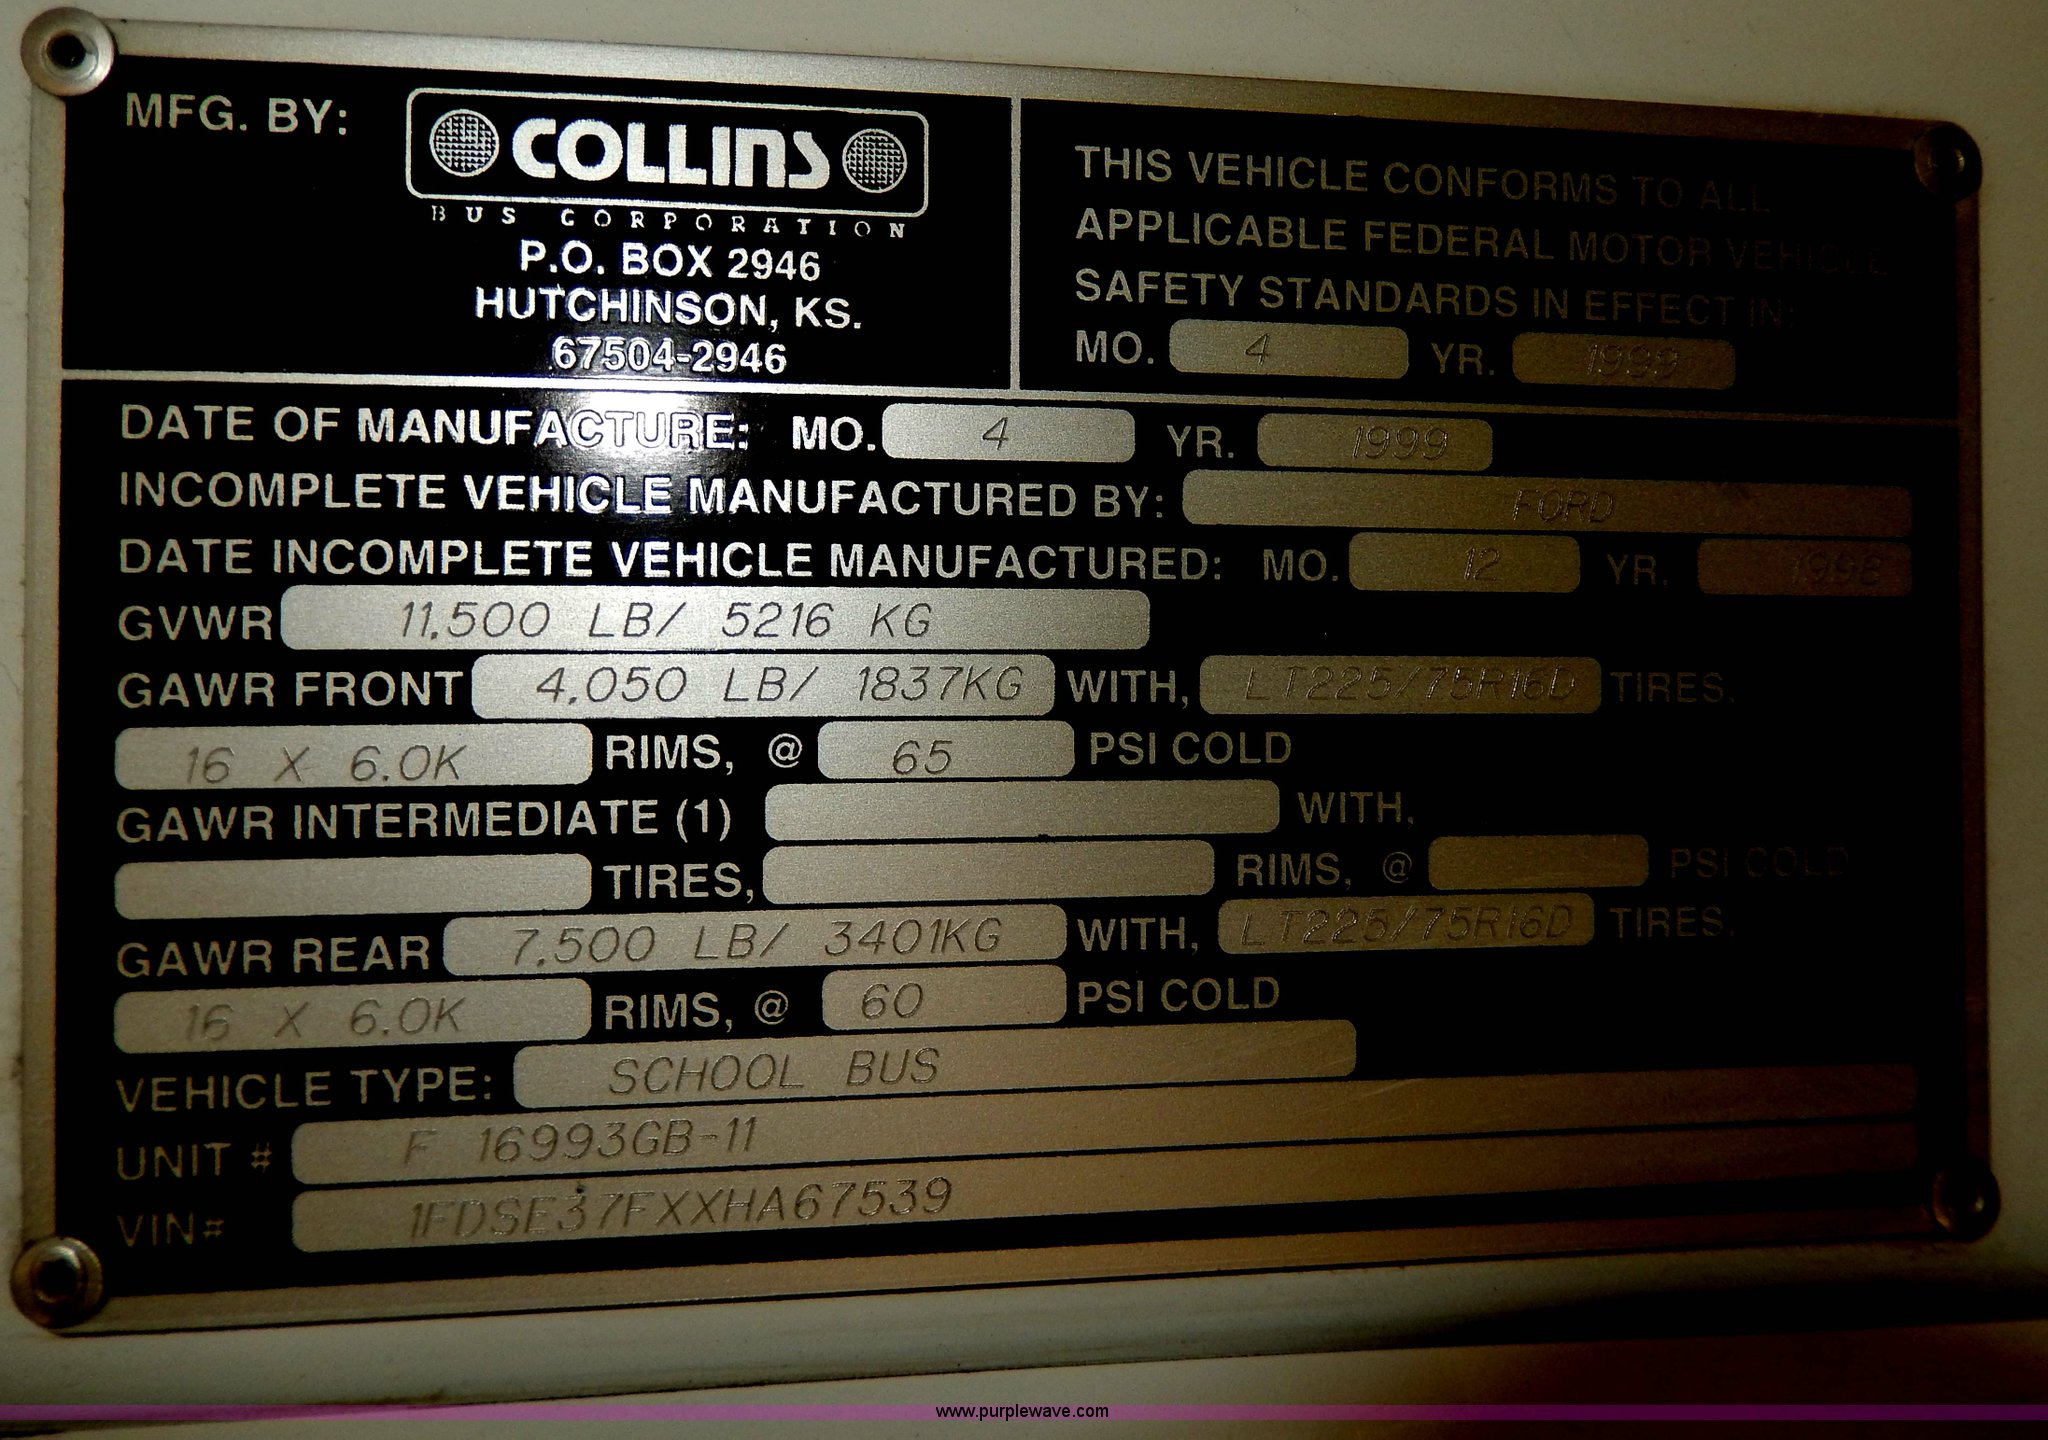 MFG. BY:
COLLINS
BUS CORPORATION
P.O. BOX 2946
HUTCHINSON, KS.
67504-2946
THIS VEHICLE CONFORMS TO ALL
APPLICABLE FEDERAL MOTOR VEHICLE
SAFETY STANDARDS IN EFFECT IN:
MO. 4 YR. 1999
DATE OF MANUFACTURE: MO. 4 YR. 1999
INCOMPLETE VEHICLE MANUFACTURED BY: FORD
DATE INCOMPLETE VEHICLE MANUFACTURED: MO. 12 YR. 1998
GVWR 11,500 LB/ 5216 KG
GAWR FRONT 4,050 LB/ 1837KG WITH, LT225/75R16D TIRES,
16 X 6.0K RIMS, @ 65 PSI COLD
GAWR INTERMEDIATE (1) WITH,
TIRES, RIMS, @ PSI COLD
GAWR REAR 7,500 LB/ 3401KG WITH, LT225/75R16D TIRES,
16 X 6.0K RIMS, @ 60 PSI COLD
VEHICLE TYPE: SCHOOL BUS
UNIT # F 16993GB-11
VIN# 1FDSE37FXXHA67539
www.purplewave.com